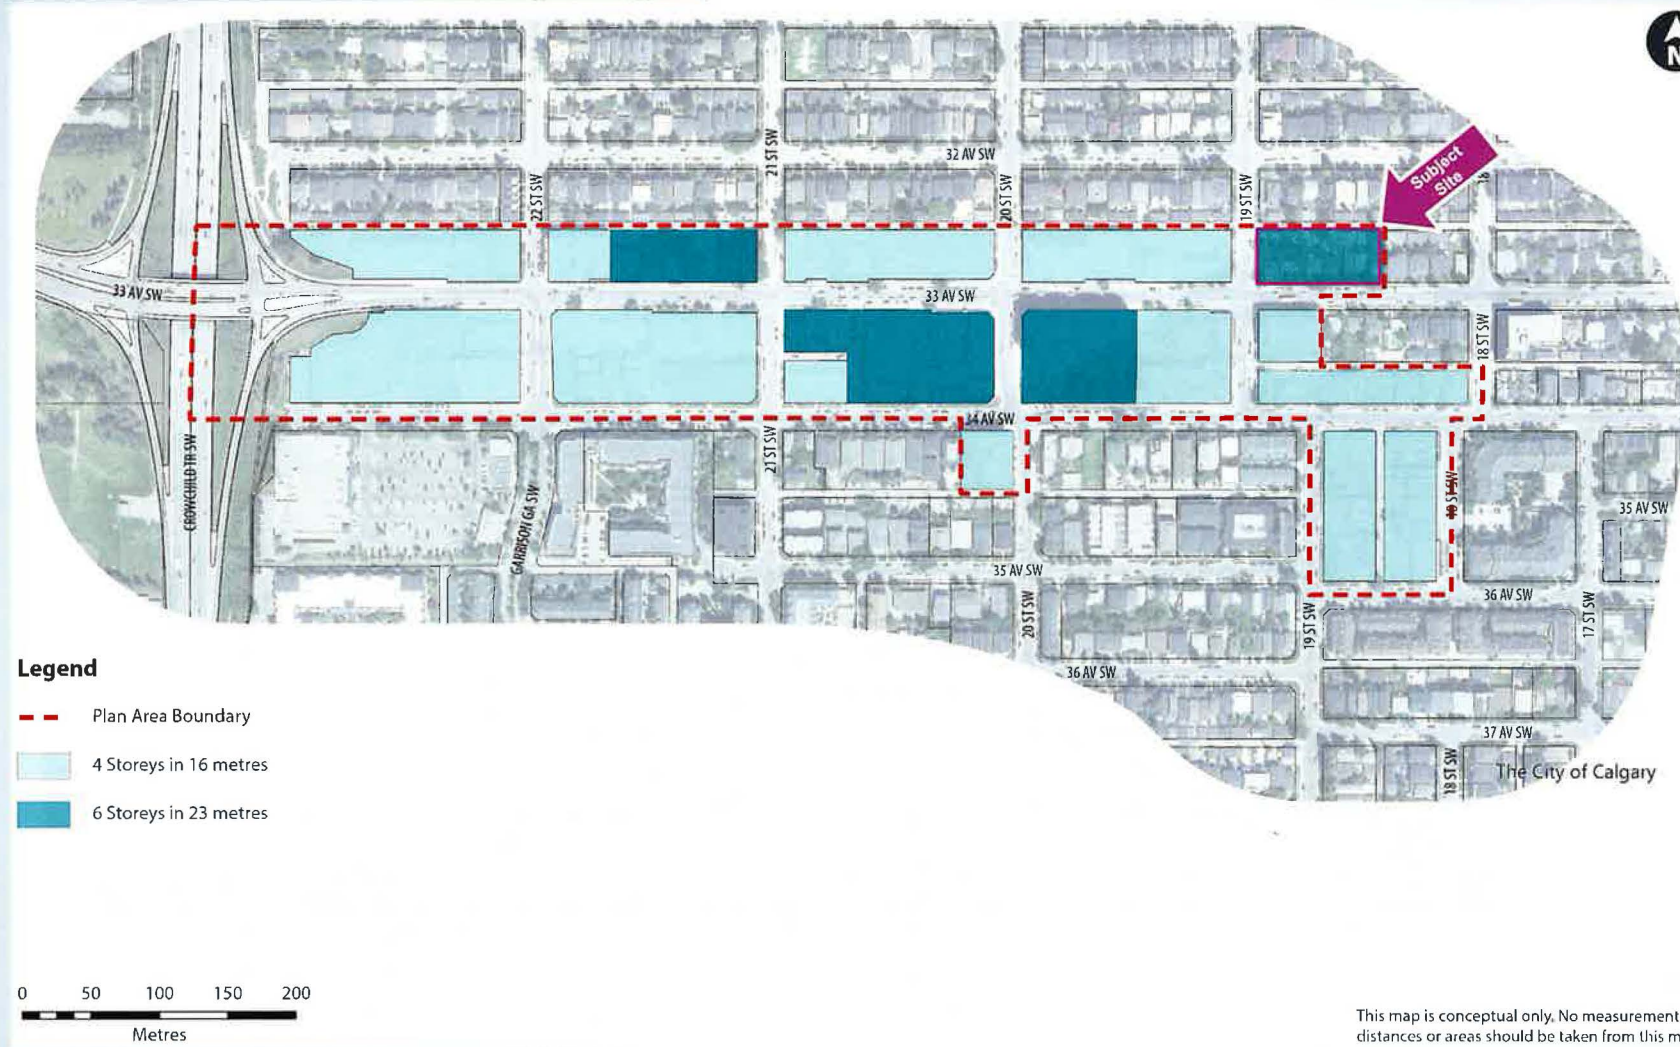 N
32 AV SW
21 ST SW
22 ST SW
20 ST SW
19 ST SW
Subject
Site
33 AV SW
33 AV SW
18 ST SW
34 AV SW
21 ST SW
CROWCHILD TR SW
GARRISON GA SW
18 ST SW
35 AV SW
35 AV SW
36 AV SW
20 ST SW
19 ST SW
17 ST SW
36 AV SW
37 AV SW
18 ST SW
The City of Calgary
Legend
Plan Area Boundary
4 Storeys in 16 metres
6 Storeys in 23 metres
0 50 100 150 200
Metres
This map is conceptual only. No measurement
distances or areas should be taken from this m